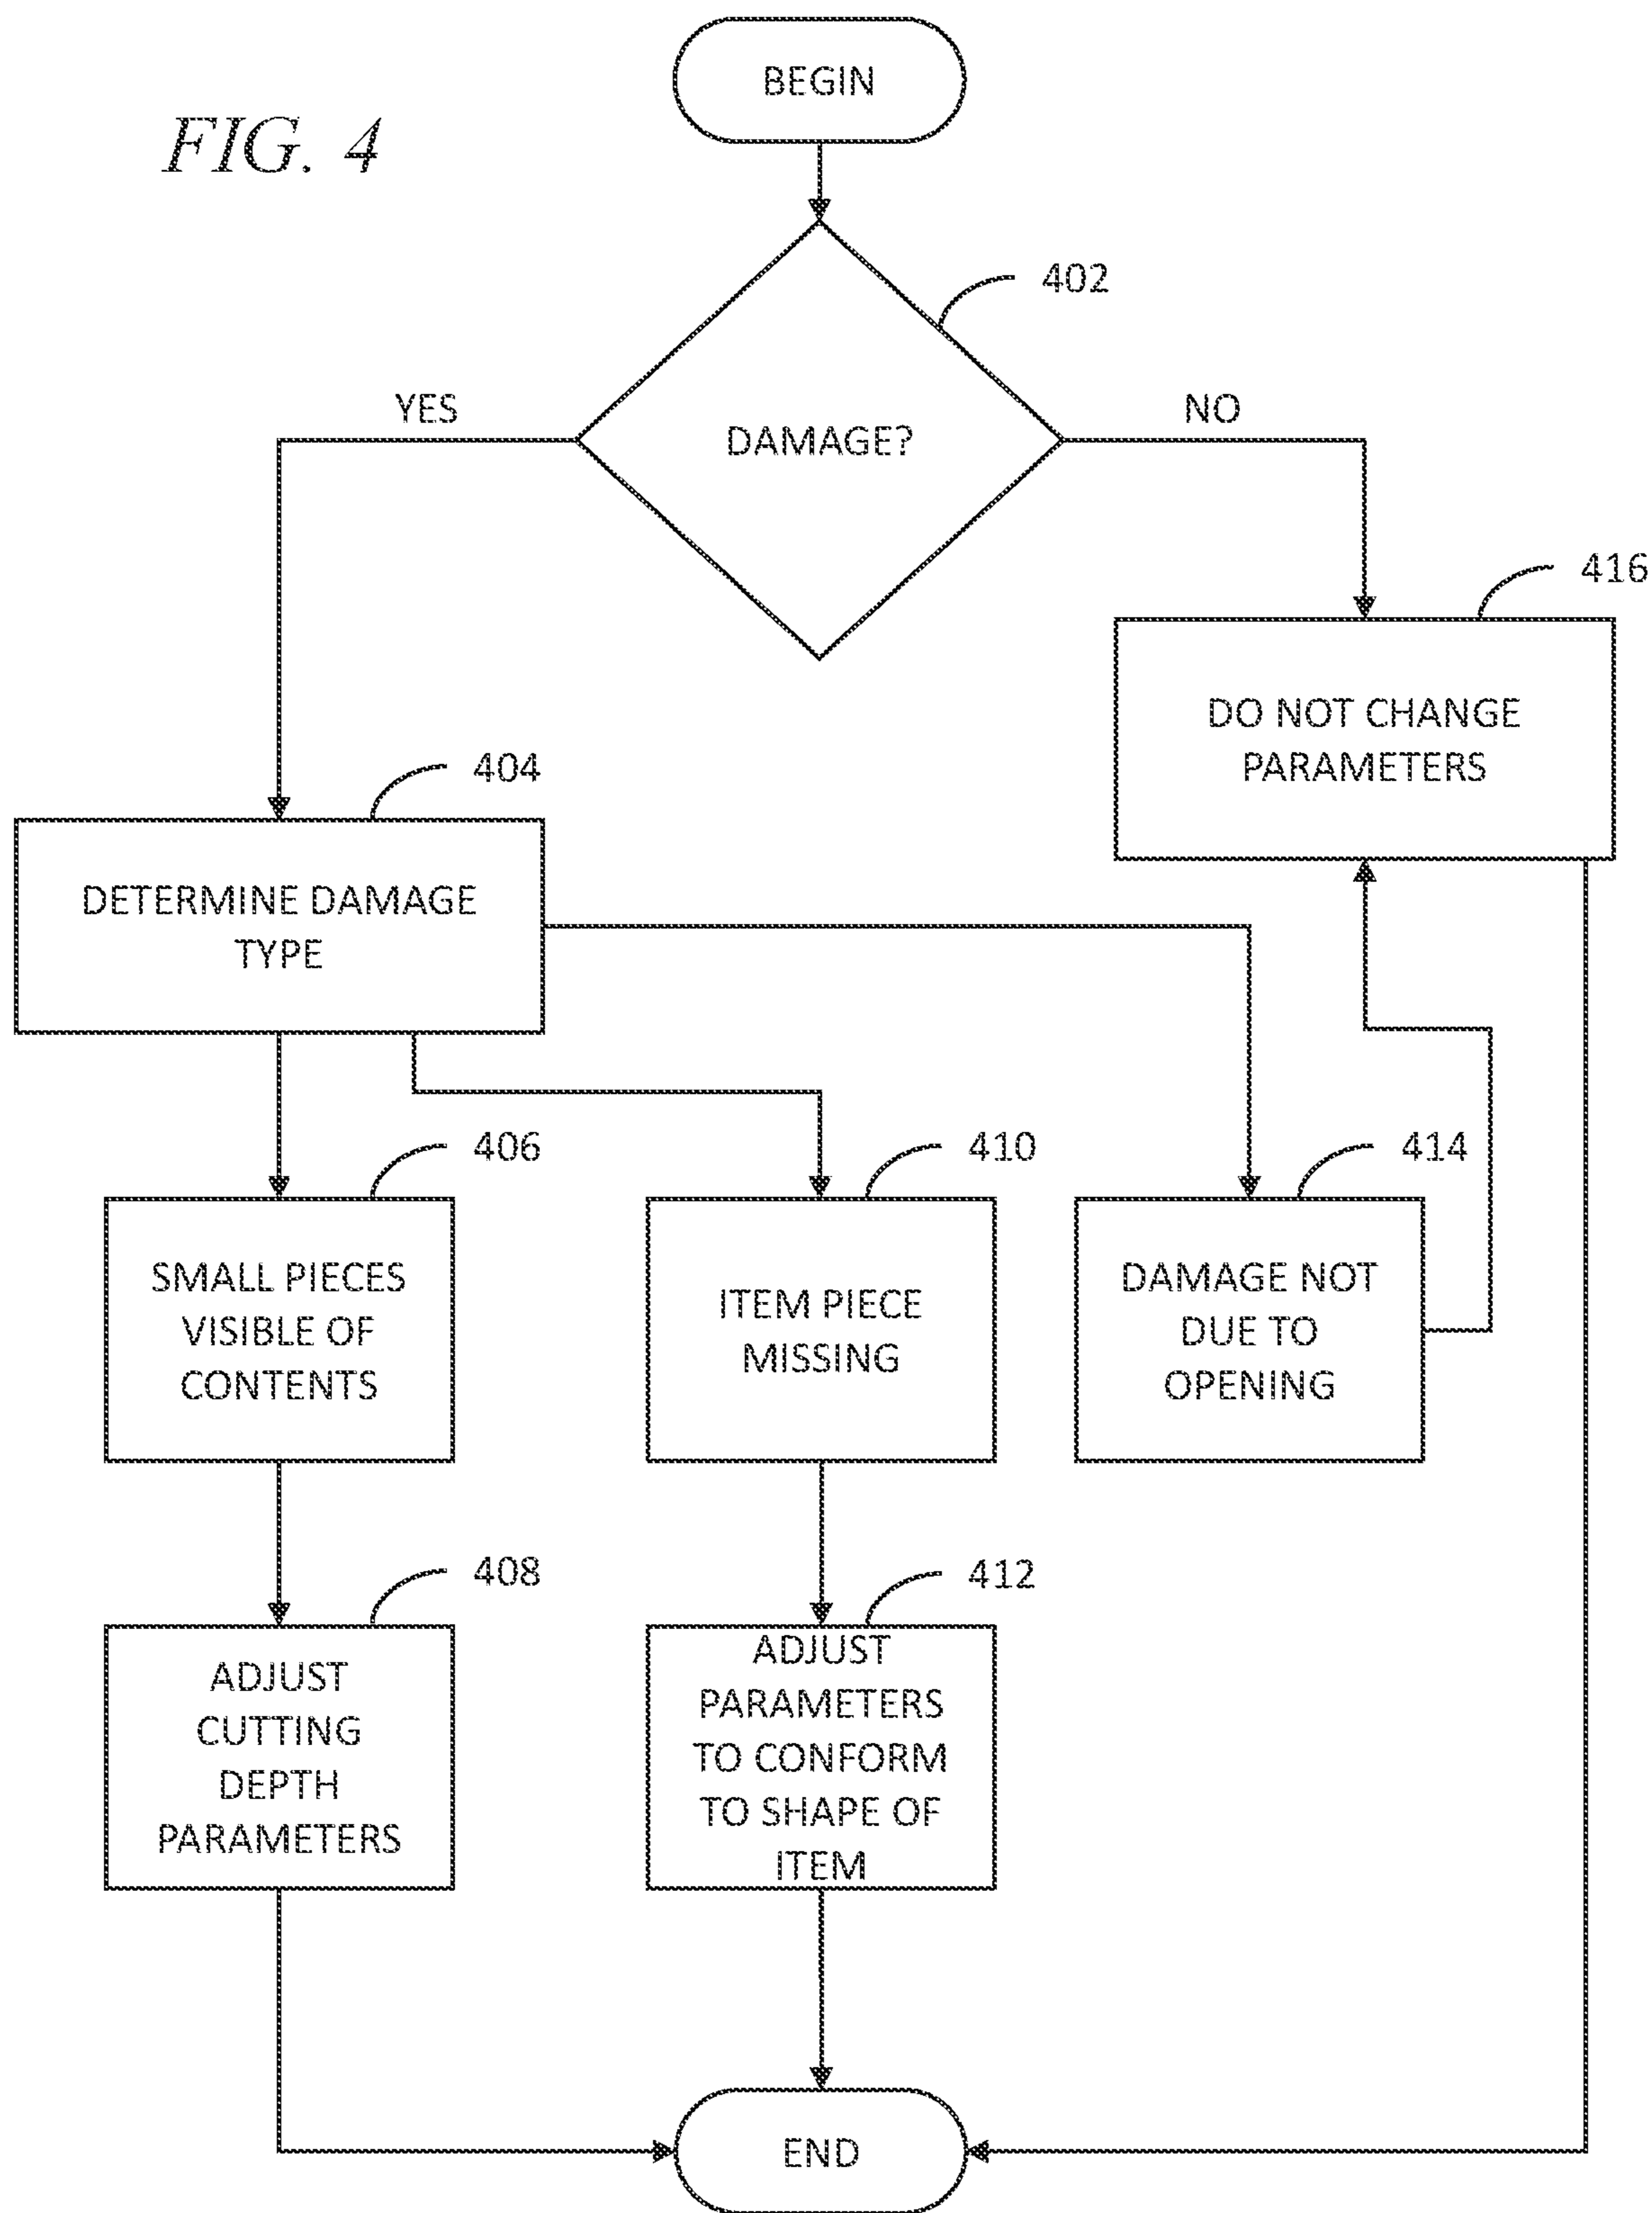 BEGIN
FIG. 4
402
YES
NO
DAMAGE?
416
DO NOT CHANGE
PARAMETERS
404
DETERMINE DAMAGE
TYPE
406
410
414
SMALL PIECES
VISIBLE OF
CONTENTS
ITEM PIECE
MISSING
DAMAGE NOT
DUE TO
OPENING
408
412
ADJUST
CUTTING
DEPTH
PARAMETERS
ADJUST
PARAMETERS
TO CONFORM
TO SHAPE OF
ITEM
END